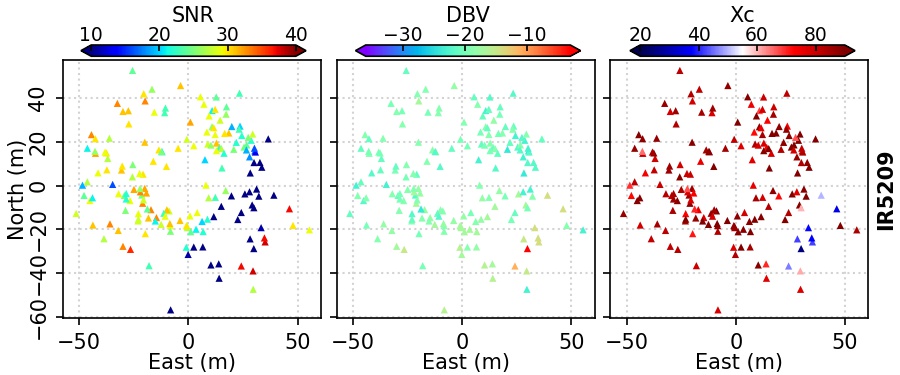 SNR DBV Xc
10 20 30 40 −30 −20 −10 20 40 60 80
North (m)
40
20
0
−20
−40
−60
−50 0 50 −50 0 50 −50 0 50
East (m) East (m) East (m)
IR5209